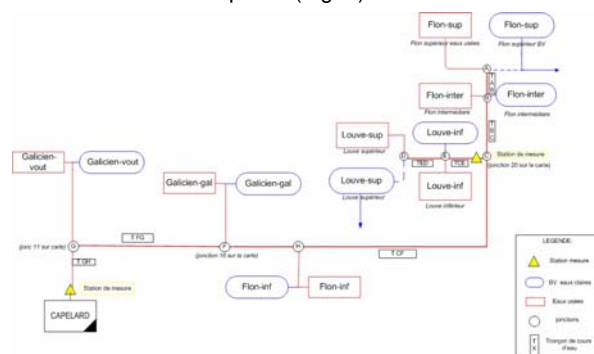 Flon-sup
Flon-sup
Flon supérieur eaux usées
Flon supérieur BV
A
Flon-inter
B
Flon-inter
Flon intermédiaire
Flon intermédiaire
Louve-sup
Louve-inf
Louve supérieur
D
TED
E
TCE
C
Station de mesure
(jonction 20 sur la carte)
Louve-sup
Louve supérieur
Louve-inf
Louve inférieur
Galicien-vout
Galicien-vout
Galicien-gal
Galicien-gal
(jonc 11 sur carte)
G
T FG
F
(jonction 16 sur la carte)
H
T CF
T GH
Station de mesure
CAPELARD
Flon-inf
Flon-inf
LEGENDE
Station mesure
BV eaux claires
Eaux usées
jonctions
T
X
Tronçon de cours d'eau